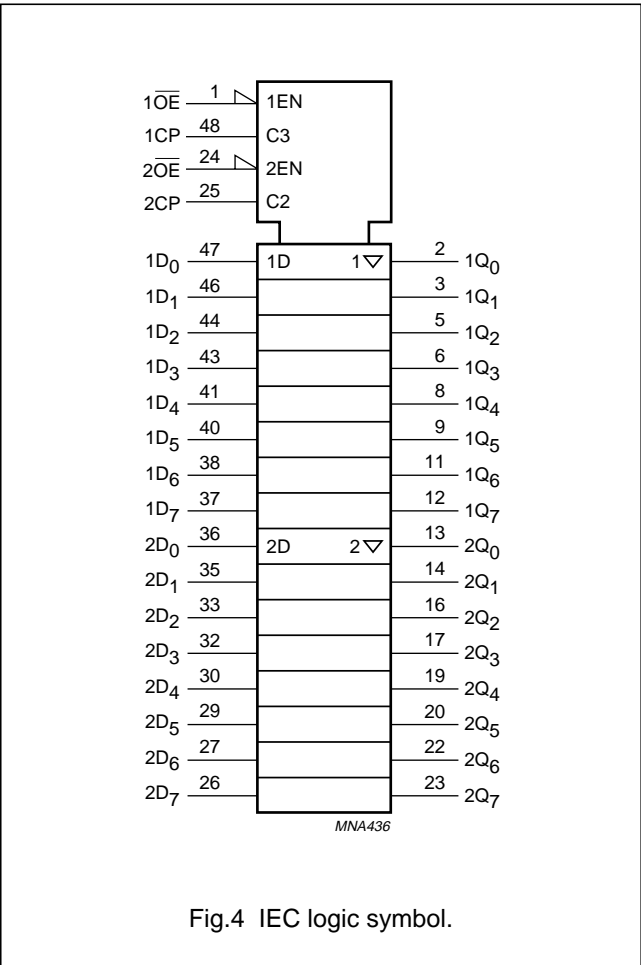 1OE 1 1EN
1CP 48 C3
2OE 24 2EN
2CP 25 C2
1D0 47 1D 1 2 1Q0
1D1 46 3 1Q1
1D2 44 5 1Q2
1D3 43 6 1Q3
1D4 41 8 1Q4
1D5 40 9 1Q5
1D6 38 11 1Q6
1D7 37 12 1Q7
2D0 36 2D 2 13 2Q0
2D1 35 14 2Q1
2D2 33 16 2Q2
2D3 32 17 2Q3
2D4 30 19 2Q4
2D5 29 20 2Q5
2D6 27 22 2Q6
2D7 26 23 2Q7
MNA436
Fig.4 IEC logic symbol.